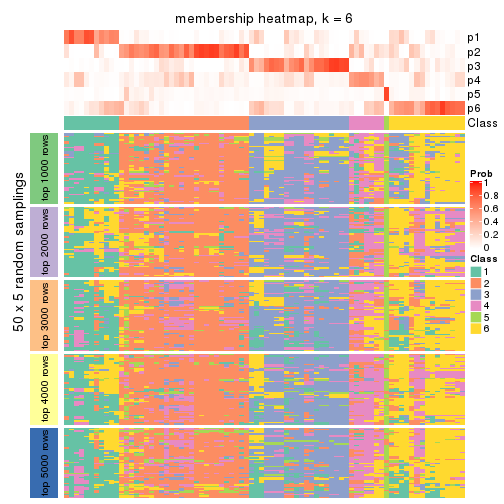 membership heatmap, k = 6
p1
p2
p3
p4
p5
p6
Class
50 x 5 random samplings
top 1000 rows
top 2000 rows
top 3000 rows
top 4000 rows
top 5000 rows
Prob
1
0.8
0.6
0.4
0.2
0
Class
1
2
3
4
5
6